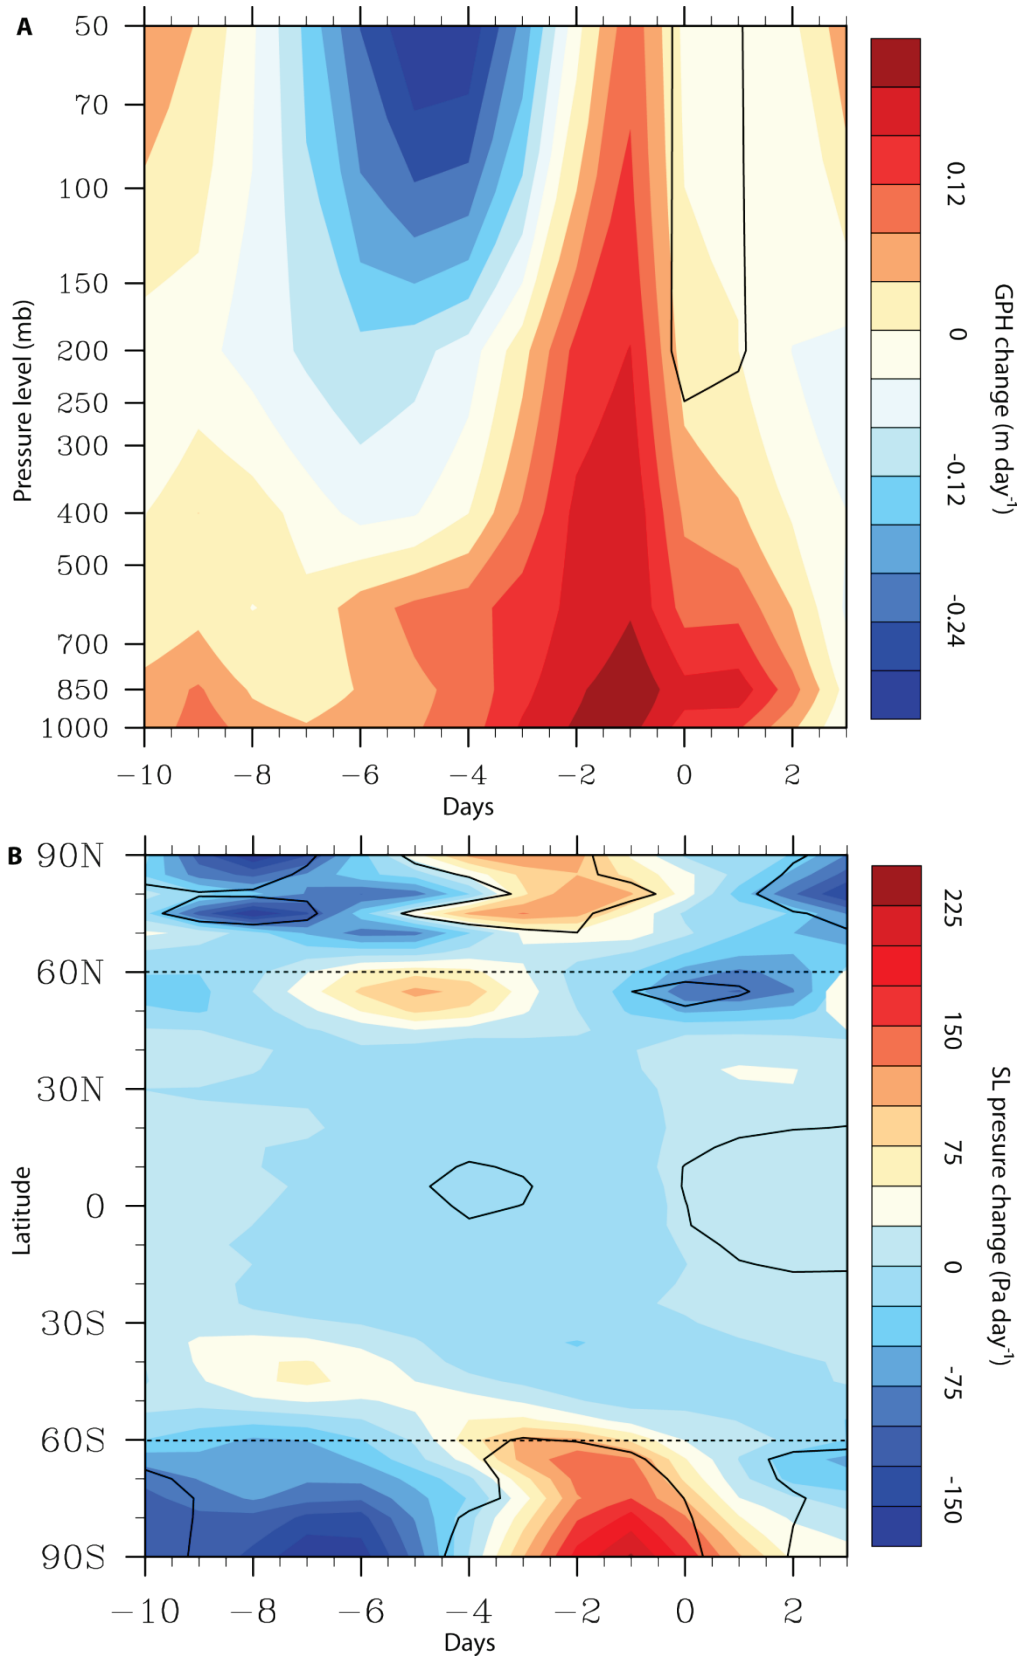 A
50
70
100
150
200
250
300
400
500
700
850
1000
Pressure level (mb)
−10 −8 −6 −4 −2 0 2
Days
0.12
0
-0.12
-0.24
GPH change (m day-1)
B
90N
60N
30N
0
30S
60S
90S
Latitude
−10 −8 −6 −4 −2 0 2
Days
225
150
75
0
-75
-150
SL presure change (Pa day-1)